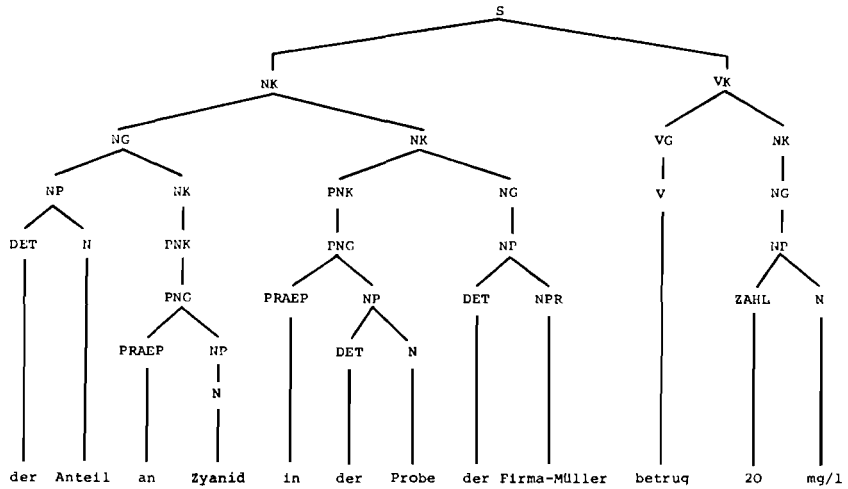 S
NK VK
NG NK VG NK
NP NK PNK NG V NG
DET N PNK PNG NP NP
PNG PRAEP NP DET NPR ZAHL N
PRAEP NP DET N
N
der Anteil an Zyanid in der Probe der Firma-Müller betrug 20 mg/l